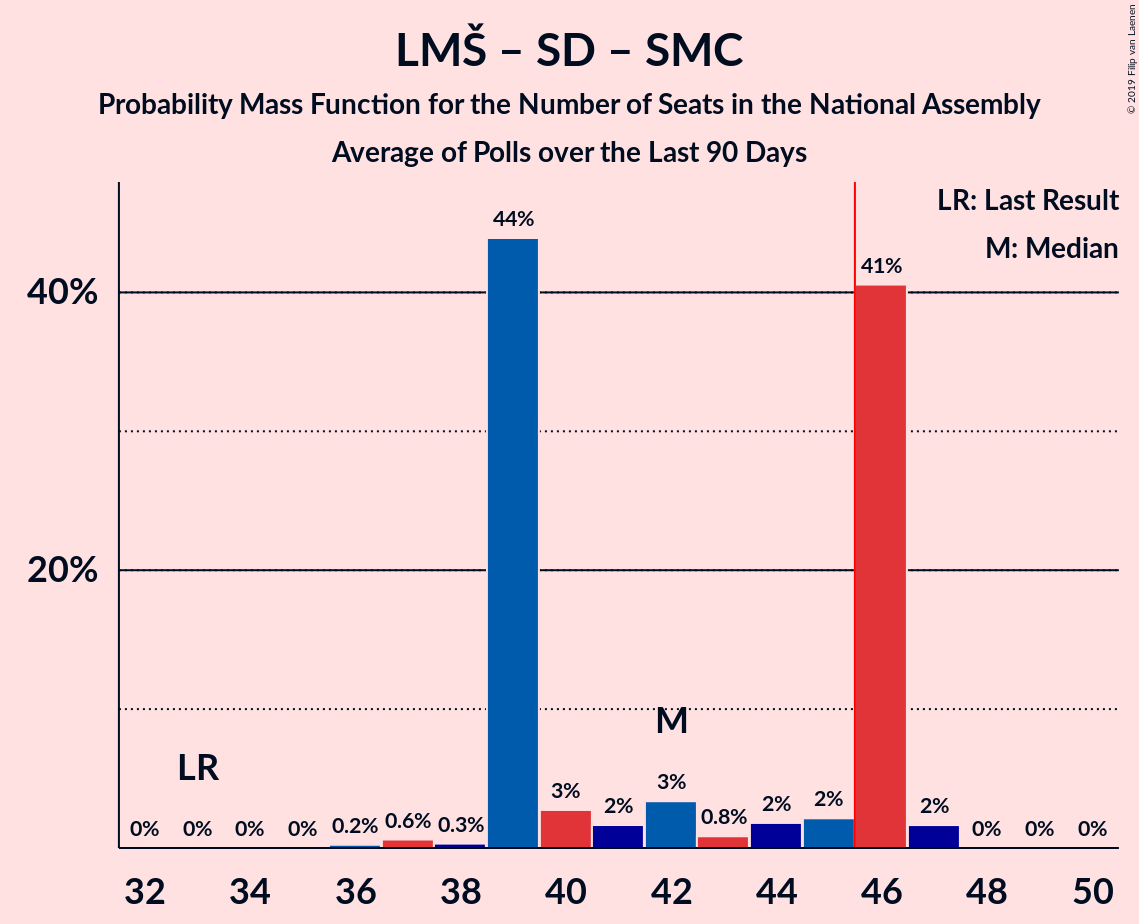 LMŠ – SD – SMC
Probability Mass Function for the Number of Seats in the National Assembly
Average of Polls over the Last 90 Days
© 2019 Filip van Laenen
LR: Last Result
M: Median
44%
41%
40%
20%
M
LR
0% 0% 0% 0% 0.2% 0.6% 0.3% 3% 2% 3% 0.8% 2% 2% 2% 0% 0% 0%
32 34 36 38 40 42 44 46 48 50